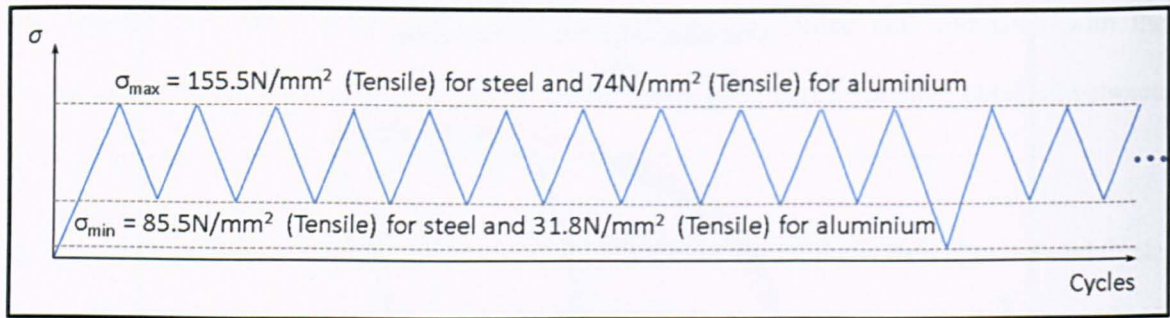 σ
σmax = 155.5N/mm² (Tensile) for steel and 74N/mm² (Tensile) for aluminium
σmin = 85.5N/mm² (Tensile) for steel and 31.8N/mm² (Tensile) for aluminium
Cycles